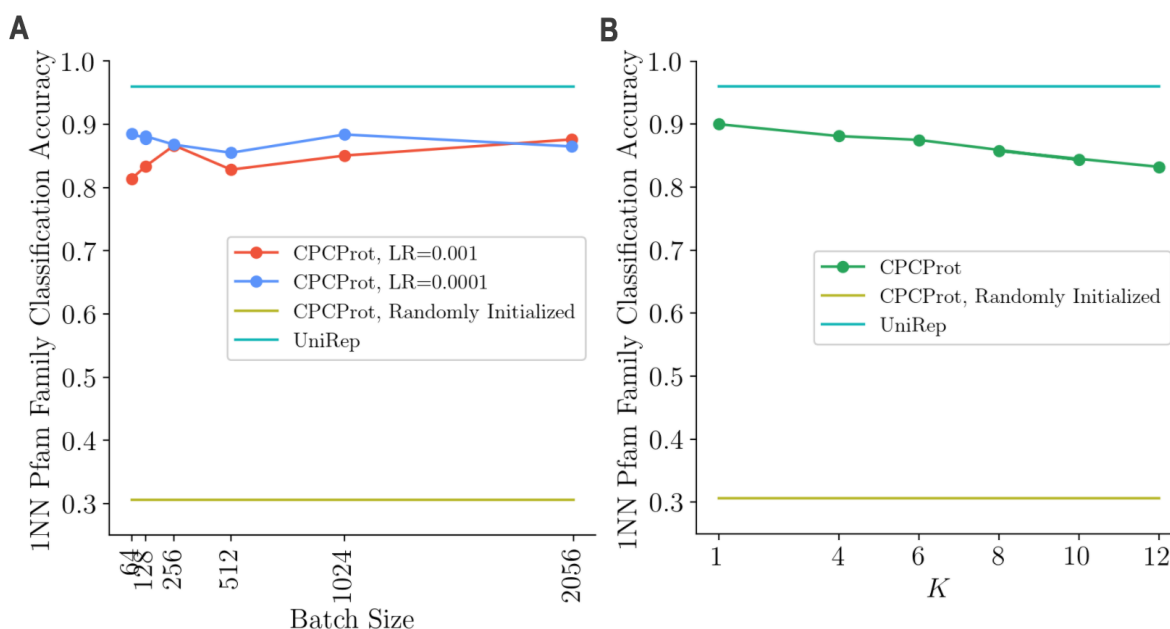 A
1NN Pfam Family Classification Accuracy
1.0
0.9
0.8
0.7
0.6
0.5
0.4
0.3
CPCProt, LR=0.001
CPCProt, LR=0.0001
CPCProt, Randomly Initialized
UniRep
64
128
256
512
1024
2056
Batch Size
B
1NN Pfam Family Classification Accuracy
1.0
0.9
0.8
0.7
0.6
0.5
0.4
0.3
CPCProt
CPCProt, Randomly Initialized
UniRep
1 4 6 8 10 12
K